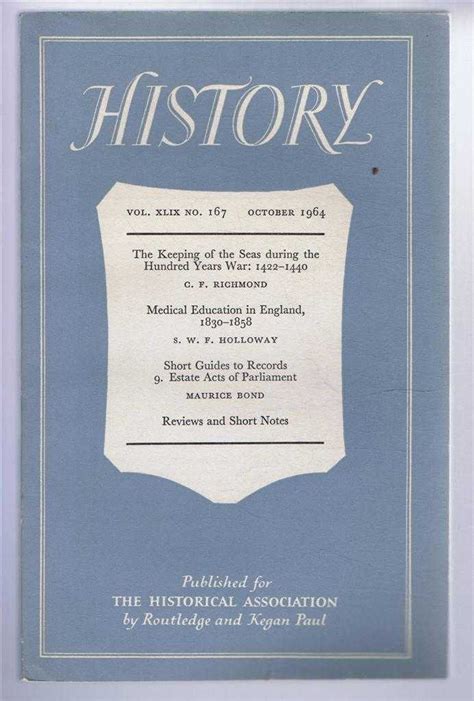 HISTORY
VOL. XLIX NO. 167 OCTOBER 1964
The Keeping of the Seas during the
Hundred Years War: 1422–1440
C. F. RICHMOND
Medical Education in England,
1830–1858
S. W. F. HOLLOWAY
Short Guides to Records
9. Estate Acts of Parliament
MAURICE BOND
Reviews and Short Notes
Published for
THE HISTORICAL ASSOCIATION
by Routledge and Kegan Paul